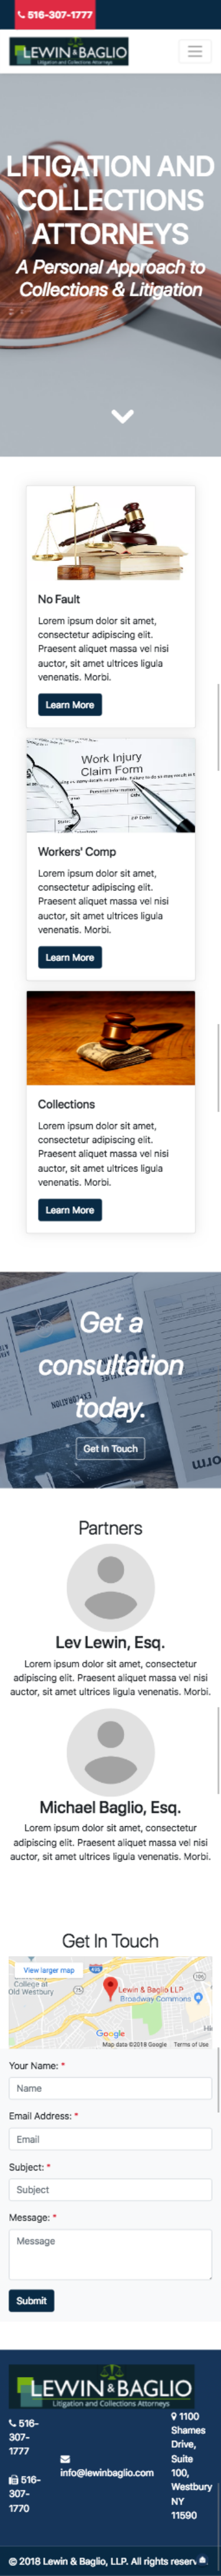 516-307-1777
LEWIN & BAGLIO
Litigation and Collections Attorneys
LITIGATION AND
COLLECTIONS
ATTORNEYS
A Personal Approach to
Collections & Litigation
No Fault
Lorem ipsum dolor sit amet,
consectetur adipiscing elit.
Praesent aliquet massa vel nisi
auctor, sit amet ultrices ligula
venenatis. Morbi.
Learn More
Work Injury
Claim Form
Workers' Comp
Lorem ipsum dolor sit amet,
consectetur adipiscing elit.
Praesent aliquet massa vel nisi
auctor, sit amet ultrices ligula
venenatis. Morbi.
Learn More
Collections
Lorem ipsum dolor sit amet,
consectetur adipiscing elit.
Praesent aliquet massa vel nisi
auctor, sit amet ultrices ligula
venenatis. Morbi.
Learn More
Get a
consultation
today.
Get In Touch
Partners
Lev Lewin, Esq.
Lorem ipsum dolor sit amet, consectetur
adipiscing elit. Praesent aliquet massa vel nisi
auctor, sit amet ultrices ligula venenatis. Morbi.
Michael Baglio, Esq.
Lorem ipsum dolor sit amet, consectetur
adipiscing elit. Praesent aliquet massa vel nisi
auctor, sit amet ultrices ligula venenatis. Morbi.
Get In Touch
View larger map
College at
Old Westbury
Lewin & Baglio LLP
Broadway Commons
Google
Map data ©2018 Google Terms of Use
Your Name: *
Name
Email Address: *
Email
Subject: *
Subject
Message: *
Message
Submit
LEWIN & BAGLIO
Litigation and Collections Attorneys
516-
307-
1777
516-
307-
1770
info@lewinbaglio.com
1100
Shames
Drive,
Suite
100,
Westbury
NY
11590
© 2018 Lewin & Baglio, LLP. All rights reserv